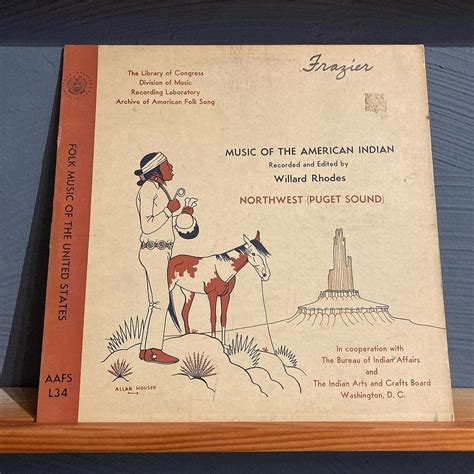 Frazier
The Library of Congress
Division of Music
Recording Laboratory
Archive of American Folk Song
MUSIC OF THE AMERICAN INDIAN
Recorded and Edited by
Willard Rhodes
NORTHWEST (PUGET SOUND)
FOLK MUSIC OF THE UNITED STATES
AAFS
L34
ALLAN HOUSER
In cooperation with
The Bureau of Indian Affairs
and
The Indian Arts and Crafts Board
Washington, D. C.